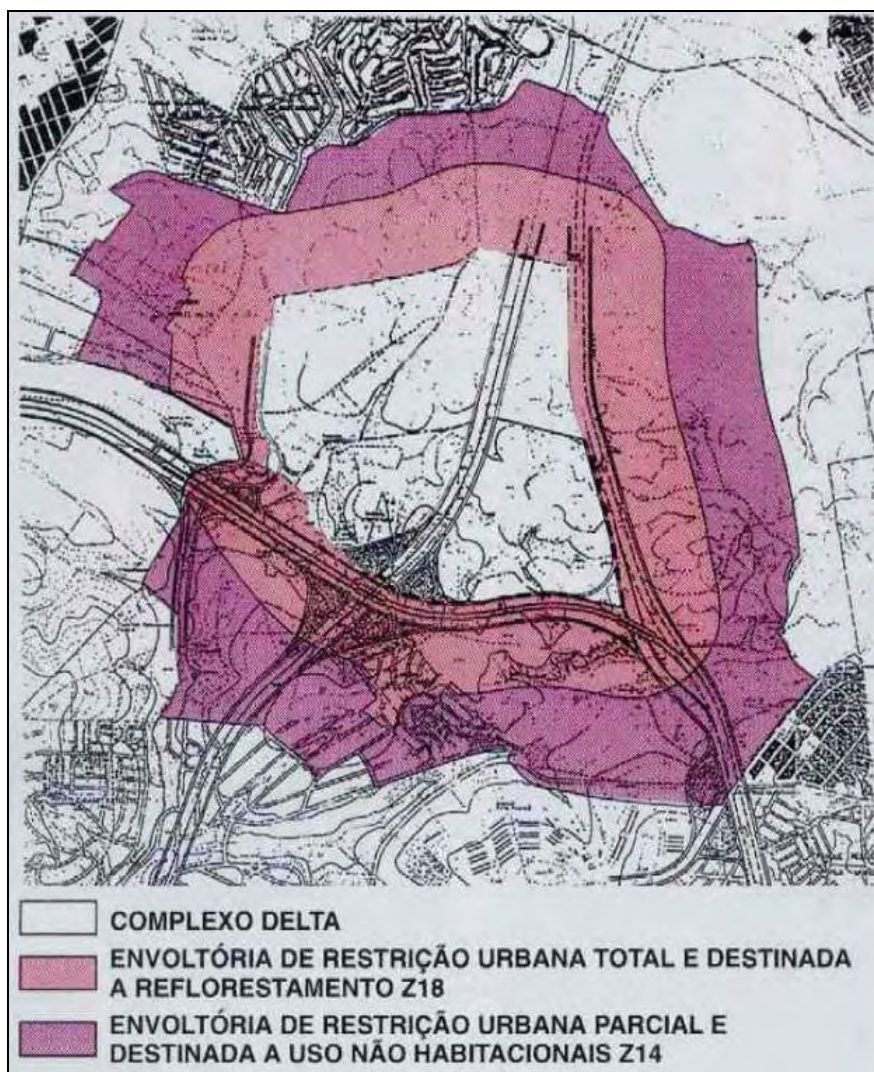 COMPLEXO DELTA
ENVOLTÓRIA DE RESTRIÇÃO URBANA TOTAL E DESTINADA
A REFLORESTAMENTO Z18
ENVOLTÓRIA DE RESTRIÇÃO URBANA PARCIAL E
DESTINADA A USO NÃO HABITACIONAIS Z14